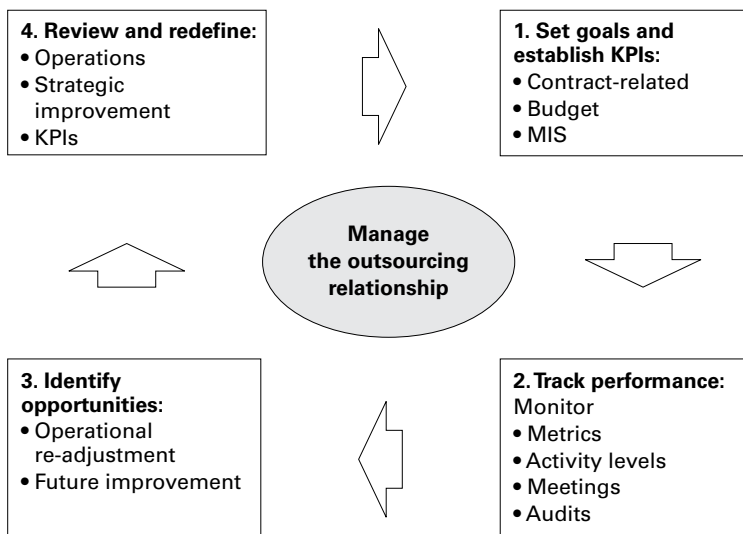 4. Review and redefine:
• Operations
• Strategic
improvement
• KPIs
1. Set goals and
establish KPIs:
• Contract-related
• Budget
• MIS
Manage
the outsourcing
relationship
3. Identify
opportunities:
• Operational
re-adjustment
• Future improvement
2. Track performance:
Monitor
• Metrics
• Activity levels
• Meetings
• Audits